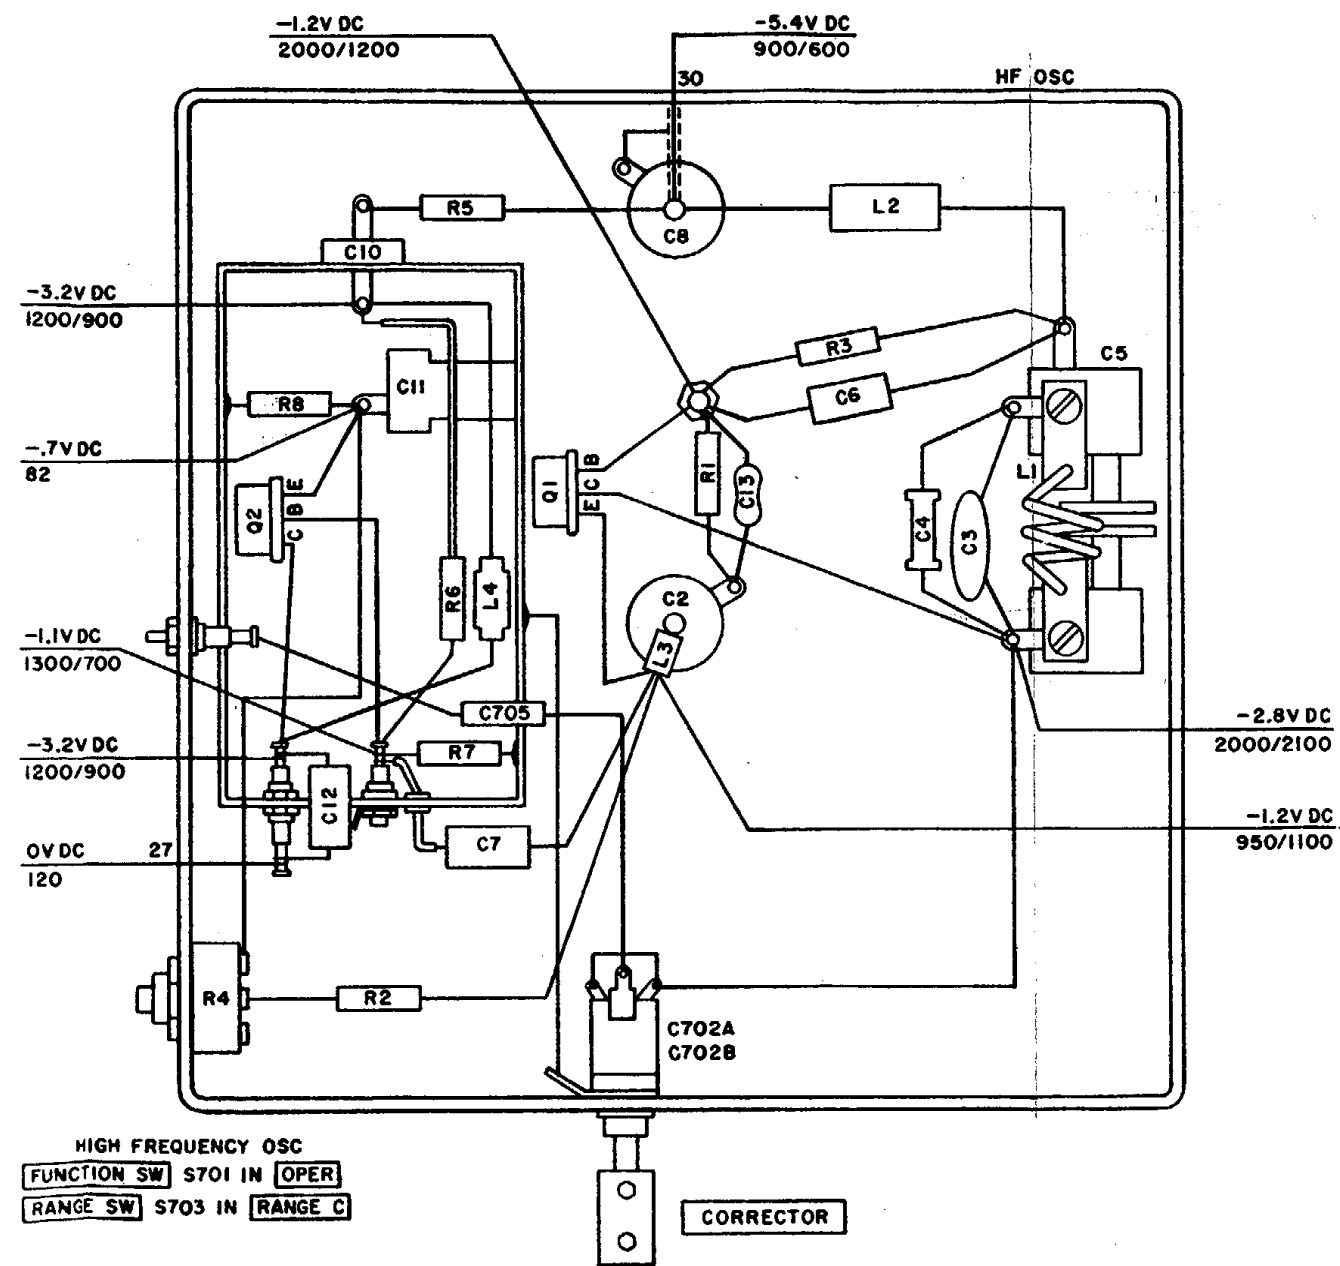 −1.2V DC
2000/1200
−5.4V DC
900/600
30
HF OSC
R5
C8
L2
C10
−3.2V DC
1200/900
R3
C5
C11
C6
R8
−.7V DC
82
B
C
E
Q1
R1
C13
L1
E
B
C
Q2
C4
C3
R6
L4
C2
−1.1V DC
1300/700
L3
C705
−2.8V DC
2000/2100
−3.2V DC
1200/900
R7
C12
−1.2V DC
950/1100
0V DC
27
120
C7
R4
R2
C702A
C702B
HIGH FREQUENCY OSC
FUNCTION SW S701 IN OPER
RANGE SW S703 IN RANGE C
CORRECTOR